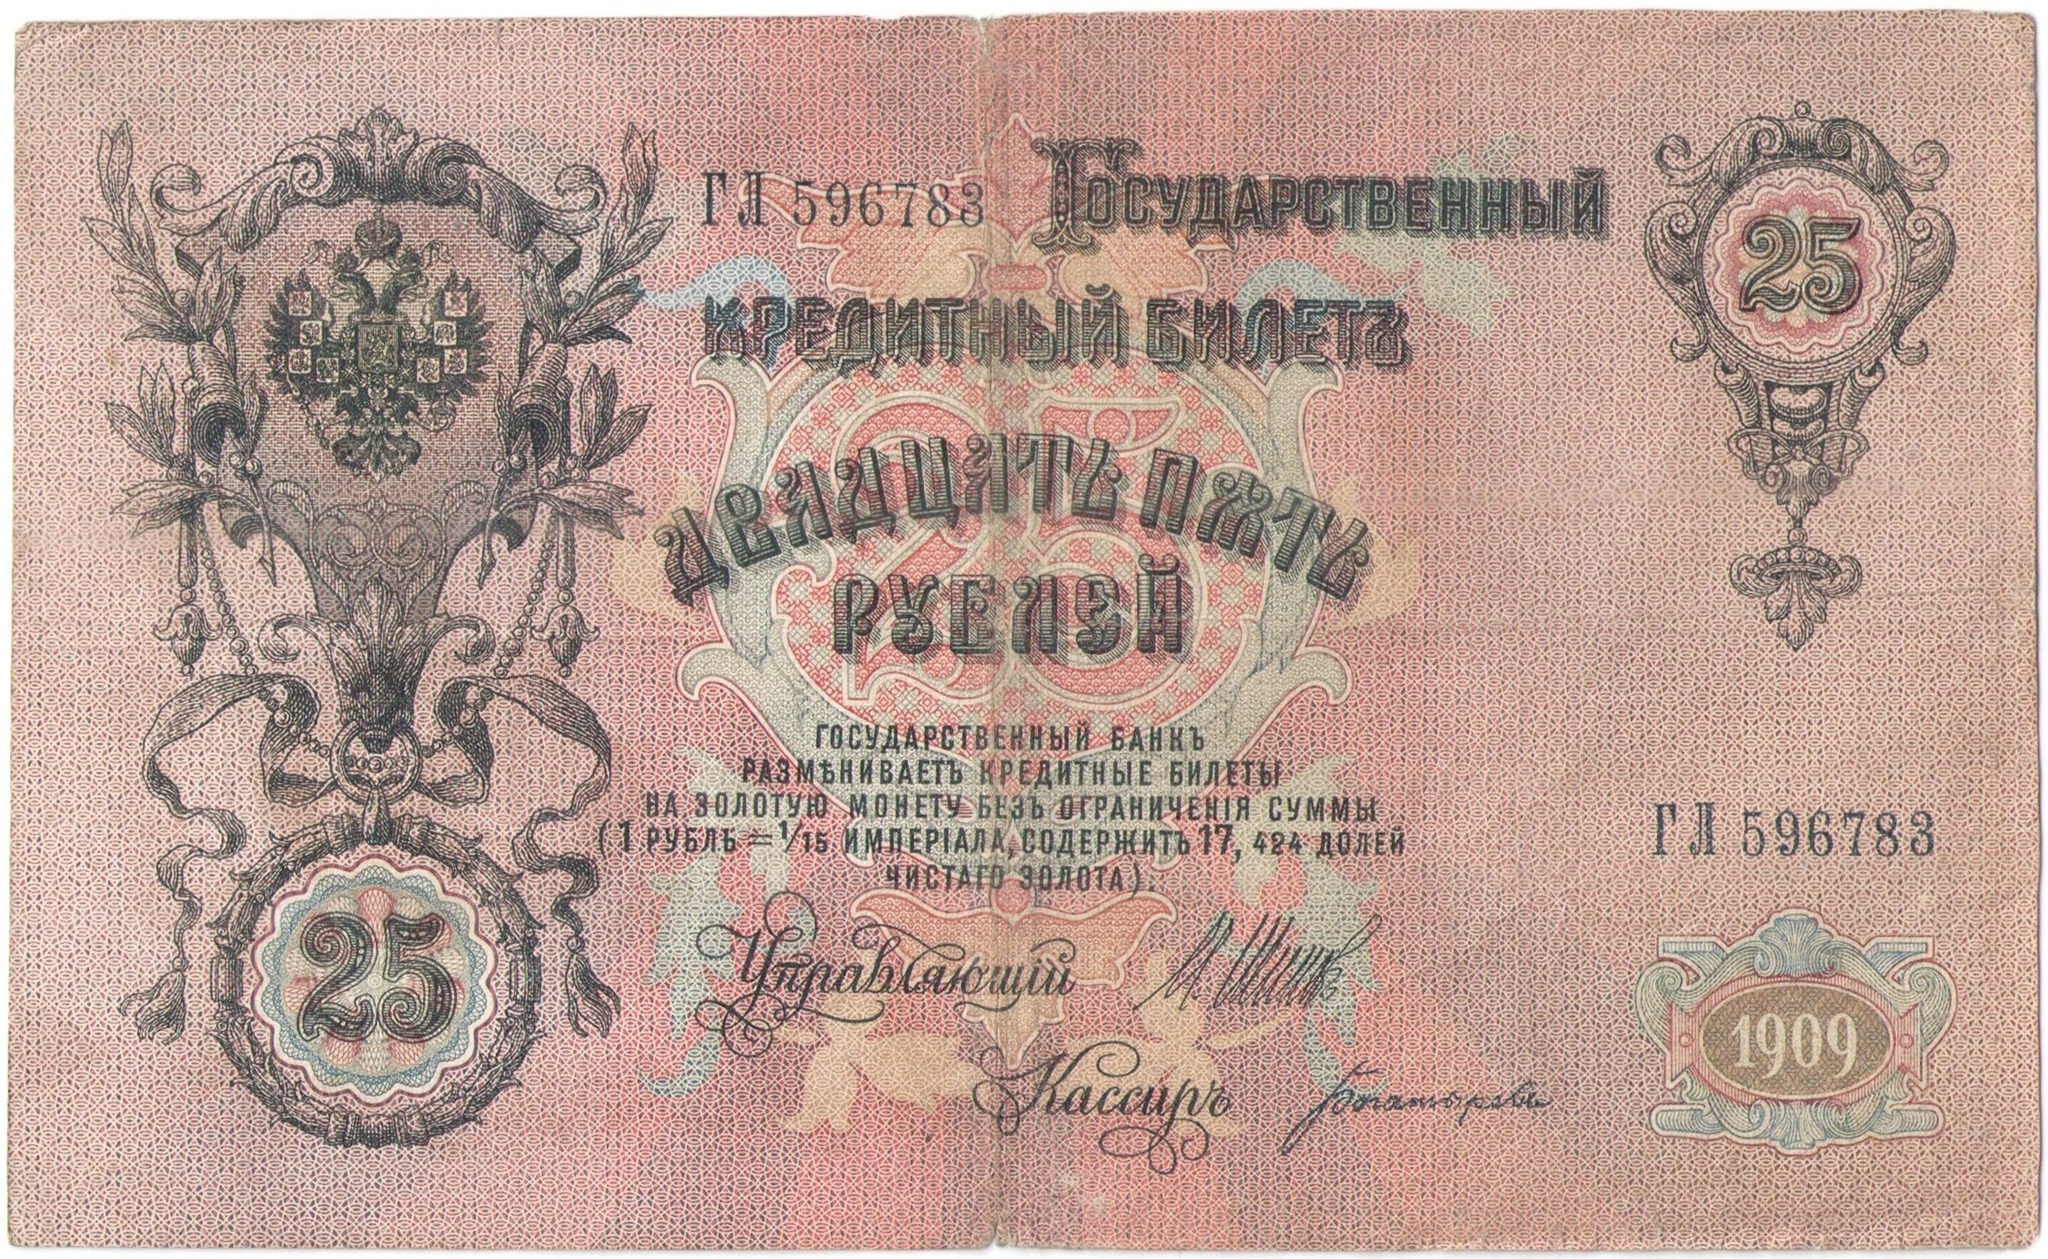 ГЛ 596783 ГОСУДАРСТВЕННЫЙ
25
КРЕДИТНЫЙ БИЛЕТЪ
25
ДВАДЦАТЬ ПЯТЬ
РУБЛЕЙ
ГОСУДАРСТВЕННЫЙ БАНКЪ
РАЗМѢНИВАЕТЪ КРЕДИТНЫЕ БИЛЕТЫ
НА ЗОЛОТУЮ МОНЕТУ БЕЗЪ ОГРАНИЧЕНІЯ СУММЫ
(1 РУБЛЬ = 1/15 ИМПЕРІАЛА, СОДЕРЖИТЪ 17, 424 ДОЛЕЙ
ЧИСТАГО ЗОЛОТА).
ГЛ 596783
25
Управляющій
Кассиръ
1909